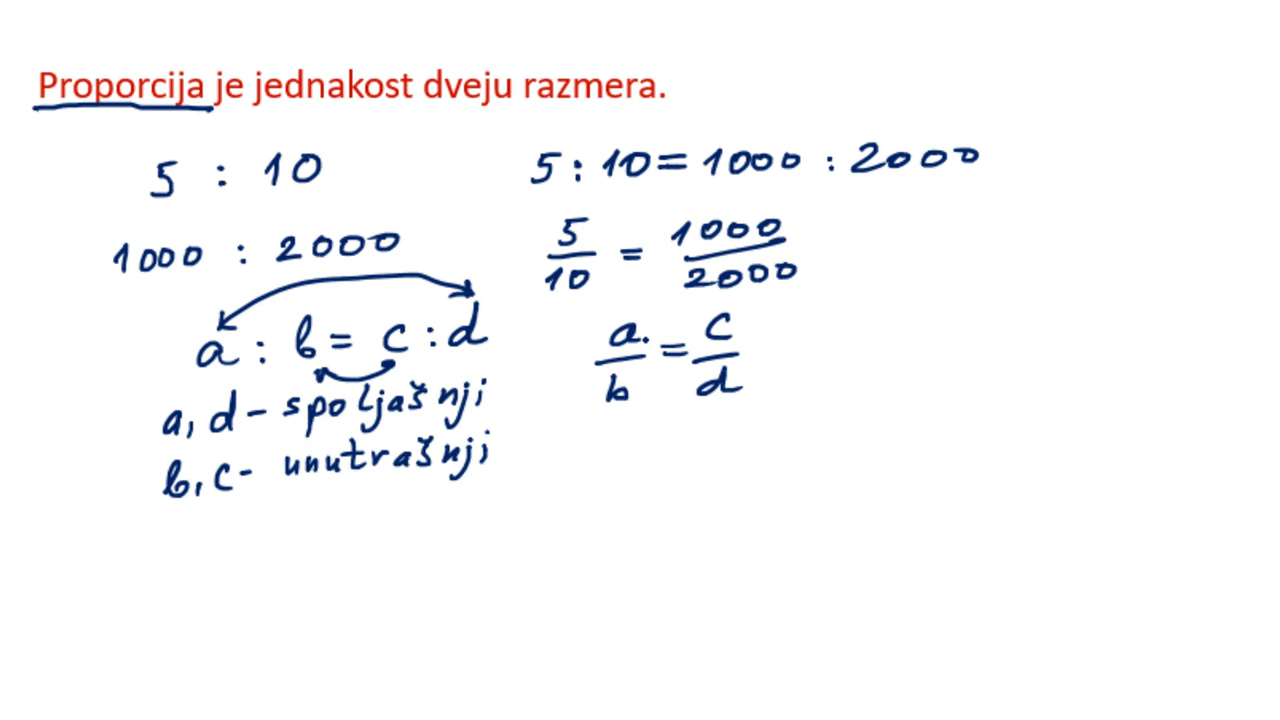 Proporcija je jednakost dveju razmera.
5 : 10
1000 : 2000
a : b = c : d
a, d - spoljašnji
b, c - unutrašnji
5 : 10 = 1000 : 2000
5/10 = 1000/2000
a/b = c/d